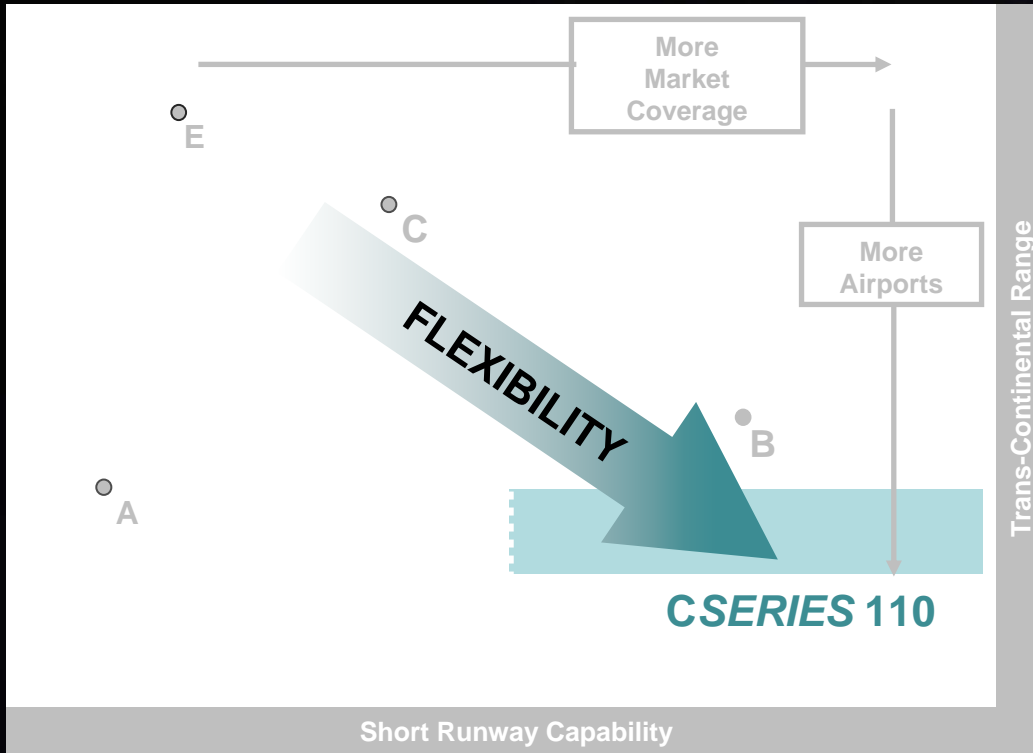 More
Market
Coverage
E
C
More
Airports
FLEXIBILITY
B
A
CSERIES 110
Trans-Continental Range
Short Runway Capability